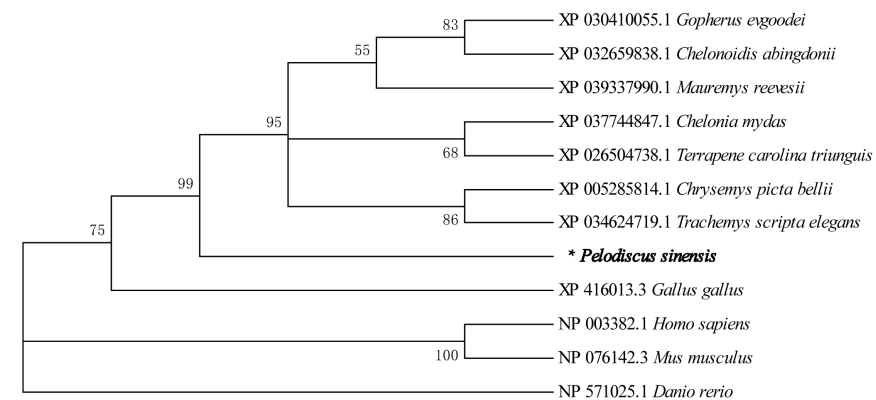 83
XP 030410055.1 Gopherus evgoodei
55
XP 032659838.1 Chelonoidis abingdonii
XP 039337990.1 Mauremys reevesii
95
XP 037744847.1 Chelonia mydas
68
XP 026504738.1 Terrapene carolina triunguis
99
XP 005285814.1 Chrysemys picta bellii
86
XP 034624719.1 Trachemys scripta elegans
75
* Pelodiscus sinensis
XP 416013.3 Gallus gallus
NP 003382.1 Homo sapiens
100
NP 076142.3 Mus musculus
NP 571025.1 Danio rerio